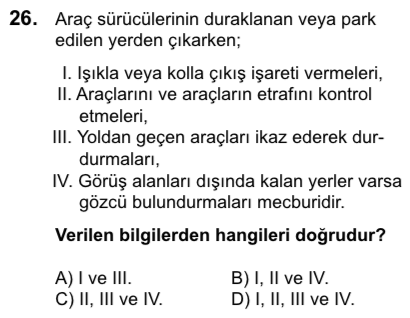 26. Araç sürücülerinin duraklanan veya park
edilen yerden çıkarken;
I. Işıkla veya kolla çıkış işareti vermeleri,
II. Araçlarını ve araçların etrafını kontrol
etmeleri,
III. Yoldan geçen araçları ikaz ederek dur-
durmaları,
IV. Görüş alanları dışında kalan yerler varsa
gözcü bulundurmaları mecburidir.
Verilen bilgilerden hangileri doğrudur?
A) I ve III. B) I, II ve IV.
C) II, III ve IV. D) I, II, III ve IV.